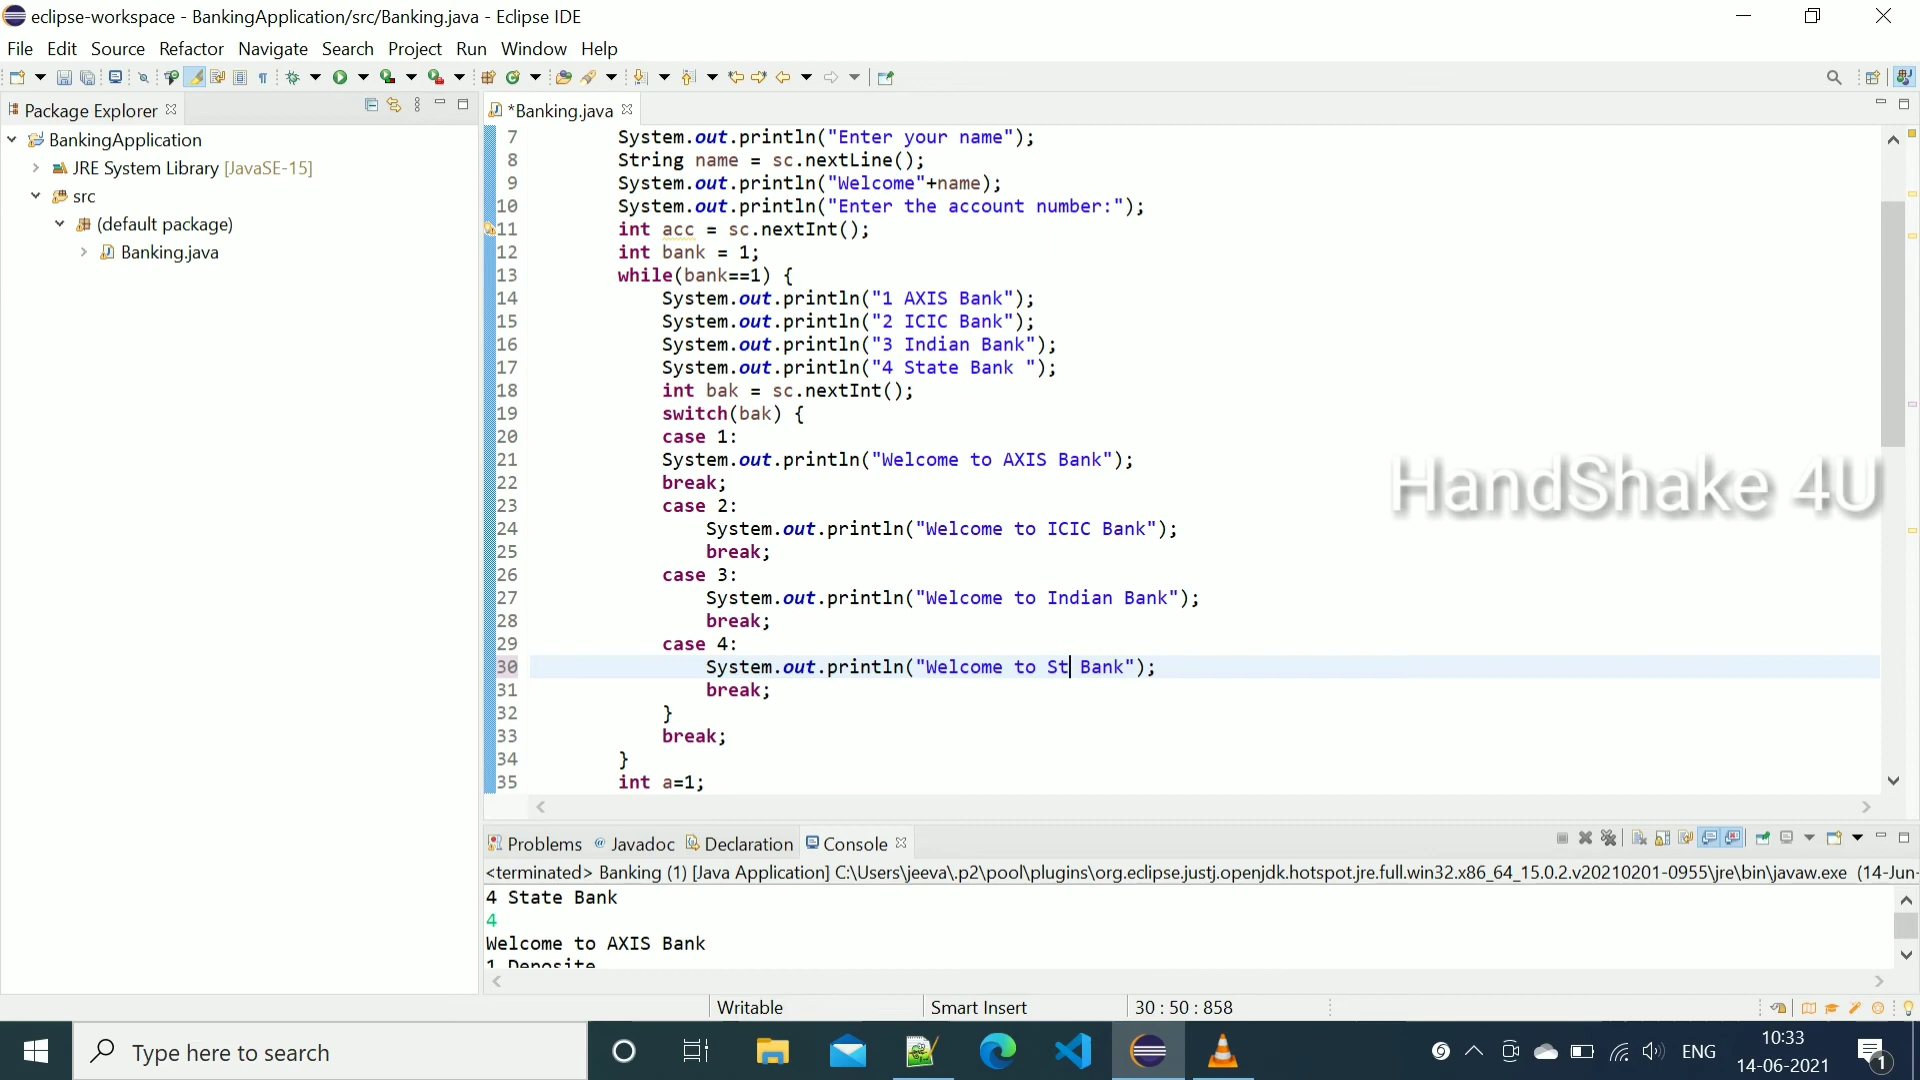 eclipse-workspace - BankingApplication/src/Banking.java - Eclipse IDE
File Edit Source Refactor Navigate Search Project Run Window Help
Package Explorer
*Banking.java
BankingApplication
JRE System Library [JavaSE-15]
src
(default package)
Banking.java
7 System.out.println("Enter your name");
8 String name = sc.nextLine();
9 System.out.println("Welcome"+name);
10 System.out.println("Enter the account number:");
11 int acc = sc.nextInt();
12 int bank = 1;
13 while(bank==1) {
14 System.out.println("1 AXIS Bank");
15 System.out.println("2 ICIC Bank");
16 System.out.println("3 Indian Bank");
17 System.out.println("4 State Bank ");
18 int bak = sc.nextInt();
19 switch(bak) {
20 case 1:
21 System.out.println("Welcome to AXIS Bank");
22 break;
23 case 2:
24 System.out.println("Welcome to ICIC Bank");
25 break;
26 case 3:
27 System.out.println("Welcome to Indian Bank");
28 break;
29 case 4:
30 System.out.println("Welcome to St Bank");
31 break;
32 }
33 break;
34 }
35 int a=1;
HandShake 4U
Problems Javadoc Declaration Console
<terminated> Banking (1) [Java Application] C:\Users\jeeva\.p2\pool\plugins\org.eclipse.justj.openjdk.hotspot.jre.full.win32.x86_64_15.0.2.v20210201-0955\jre\bin\javaw.exe (14-Jun-
4 State Bank
4
Welcome to AXIS Bank
1 Deposite
Writable Smart Insert 30 : 50 : 858
Type here to search
ENG
10:33
14-06-2021
1